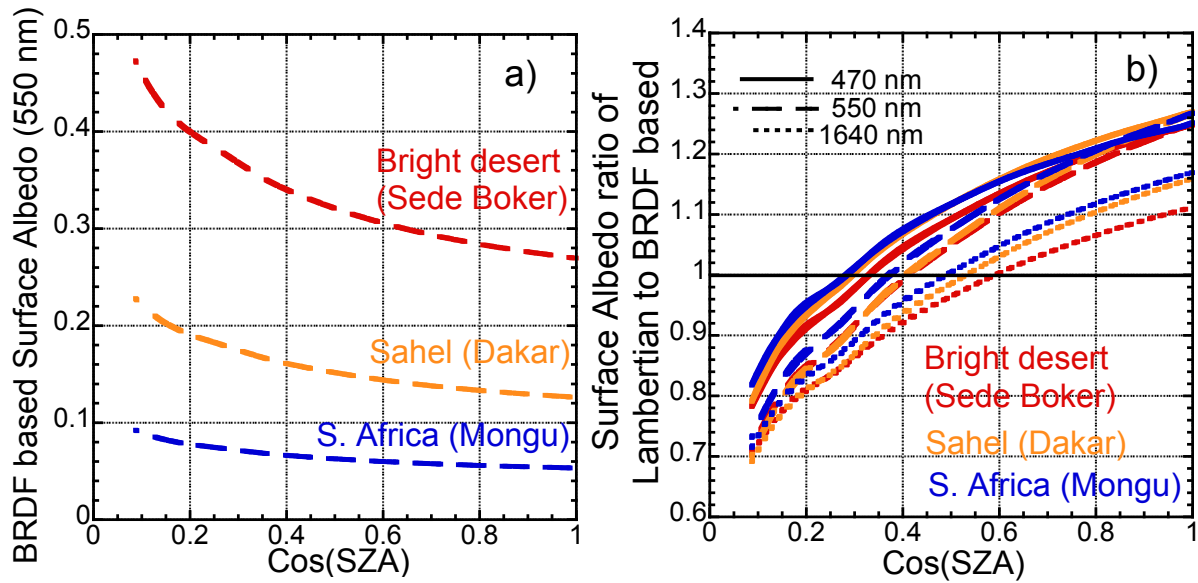 BRDF based Surface Albedo (550 nm)
0.5
0.4
0.3
0.2
0.1
0
a)
Bright desert
(Sede Boker)
Sahel (Dakar)
S. Africa (Mongu)
0 0.2 0.4 0.6 0.8 1
Cos(SZA)
Surface Albedo ratio of
Lambertian to BRDF based
1.4
1.3
1.2
1.1
1
0.9
0.8
0.7
0.6
b)
470 nm
550 nm
1640 nm
Bright desert
(Sede Boker)
Sahel (Dakar)
S. Africa (Mongu)
0 0.2 0.4 0.6 0.8 1
Cos(SZA)